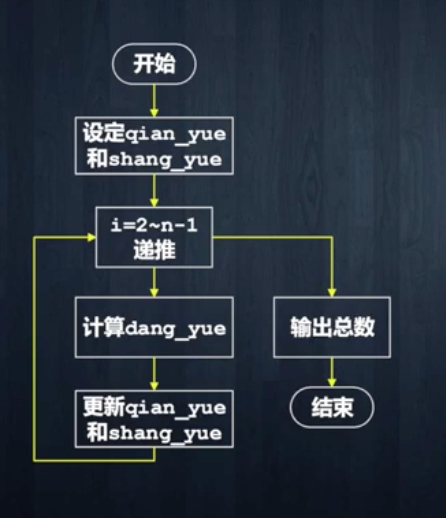 开始
设定qian_yue
和shang_yue
i=2~n-1
递推
计算dang_yue
输出总数
更新qian_yue
和shang_yue
结束